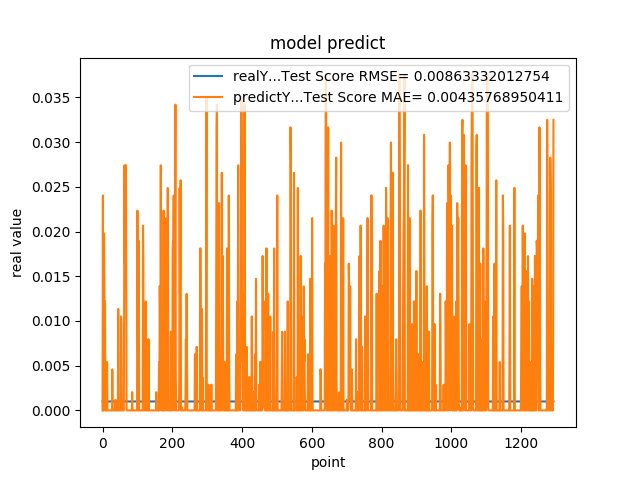 model predict
realY...Test Score RMSE= 0.00863332012754
predictY...Test Score MAE= 0.00435768950411
real value
0.035
0.030
0.025
0.020
0.015
0.010
0.005
0.000
0 200 400 600 800 1000 1200
point